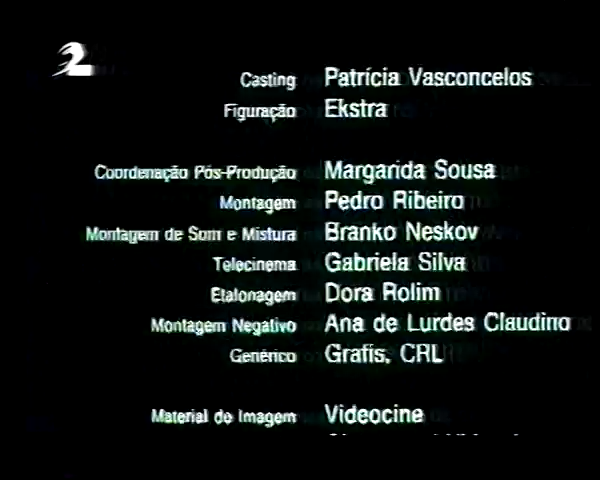 2
Casting Patrícia Vasconcelos
Figuração Ekstra
Coordenação Pós-Produção Margarida Sousa
Montagem Pedro Ribeiro
Montagem de Som e Mistura Branko Neskov
Telecinema Gabriela Silva
Etalonagem Dora Rolim
Montagem Negativo Ana de Lurdes Claudino
Genérico Grafis, CRL
Material de Imagem Videocine